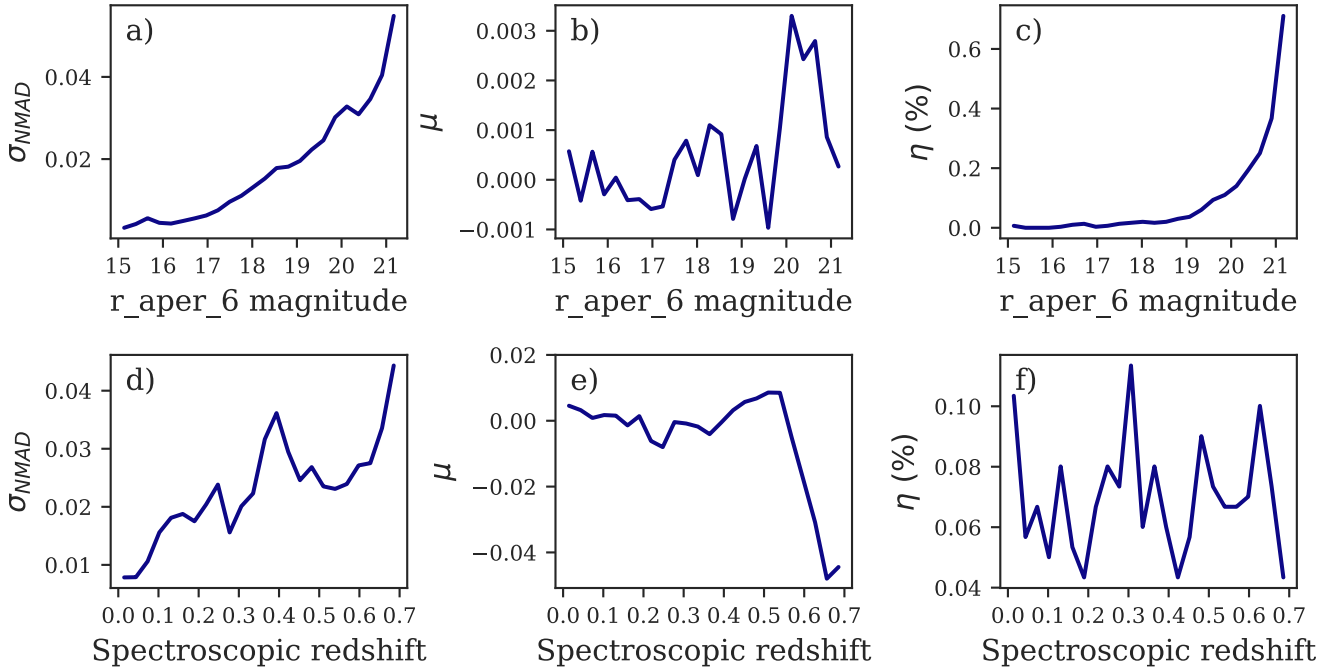 a)
σNMAD
0.04
0.02
15 16 17 18 19 20 21
r_aper_6 magnitude
b)
μ
0.003
0.002
0.001
0.000
−0.001
15 16 17 18 19 20 21
r_aper_6 magnitude
c)
η (%)
0.6
0.4
0.2
0.0
15 16 17 18 19 20 21
r_aper_6 magnitude
d)
σNMAD
0.04
0.03
0.02
0.01
0.0 0.1 0.2 0.3 0.4 0.5 0.6 0.7
Spectroscopic redshift
e)
μ
0.02
0.00
−0.02
−0.04
0.0 0.1 0.2 0.3 0.4 0.5 0.6 0.7
Spectroscopic redshift
f)
η (%)
0.10
0.08
0.06
0.04
0.0 0.1 0.2 0.3 0.4 0.5 0.6 0.7
Spectroscopic redshift